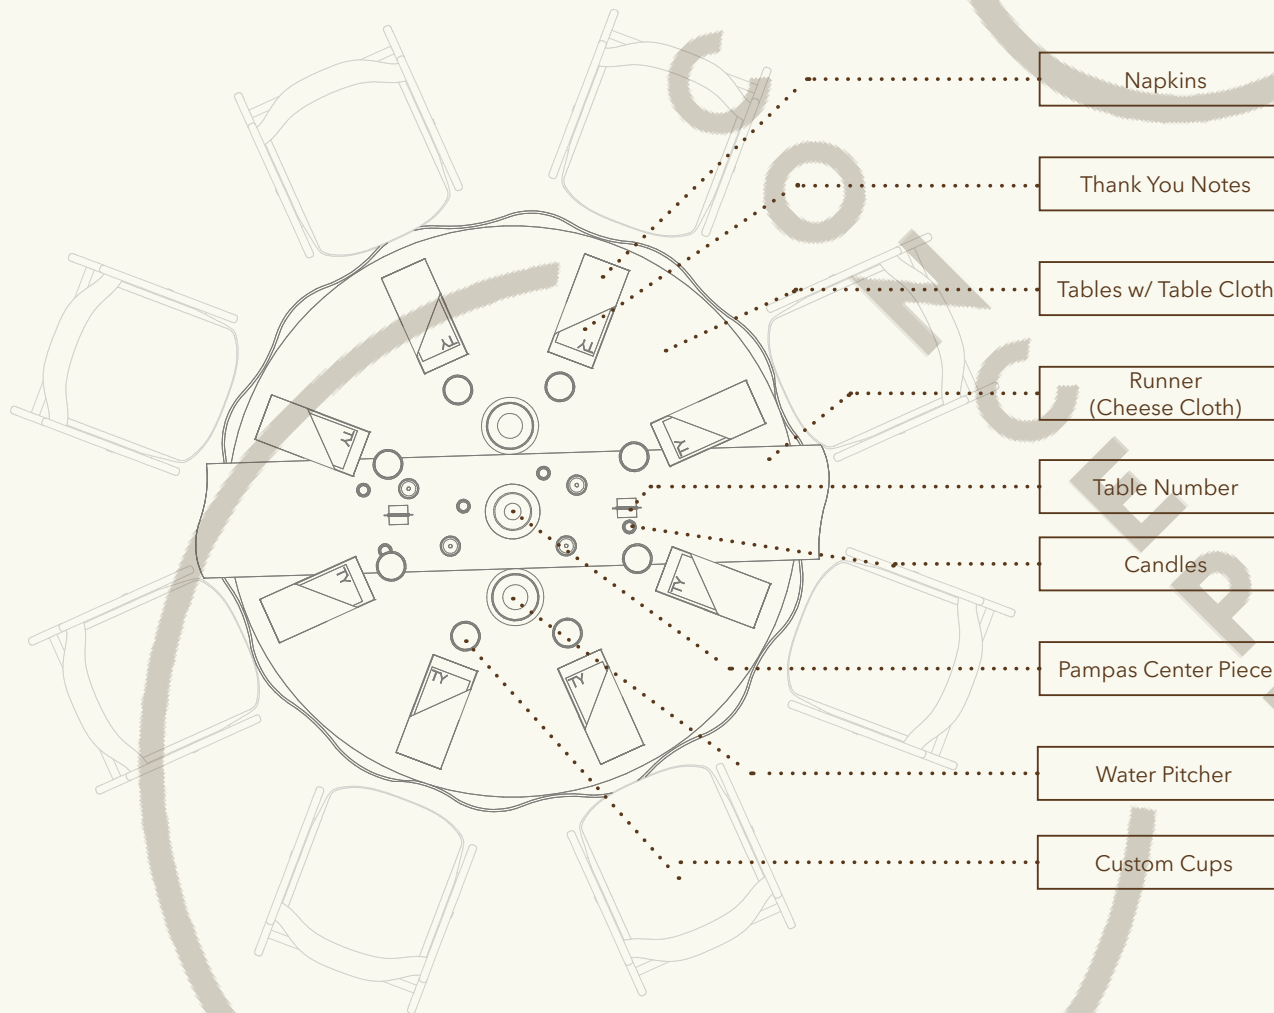 Napkins
Thank You Notes
Tables w/ Table Cloth
Runner
(Cheese Cloth)
Table Number
Candles
Pampas Center Piece
Water Pitcher
Custom Cups
TY
TY
TY
TY
TY
TY
TY
TY
CONCEP